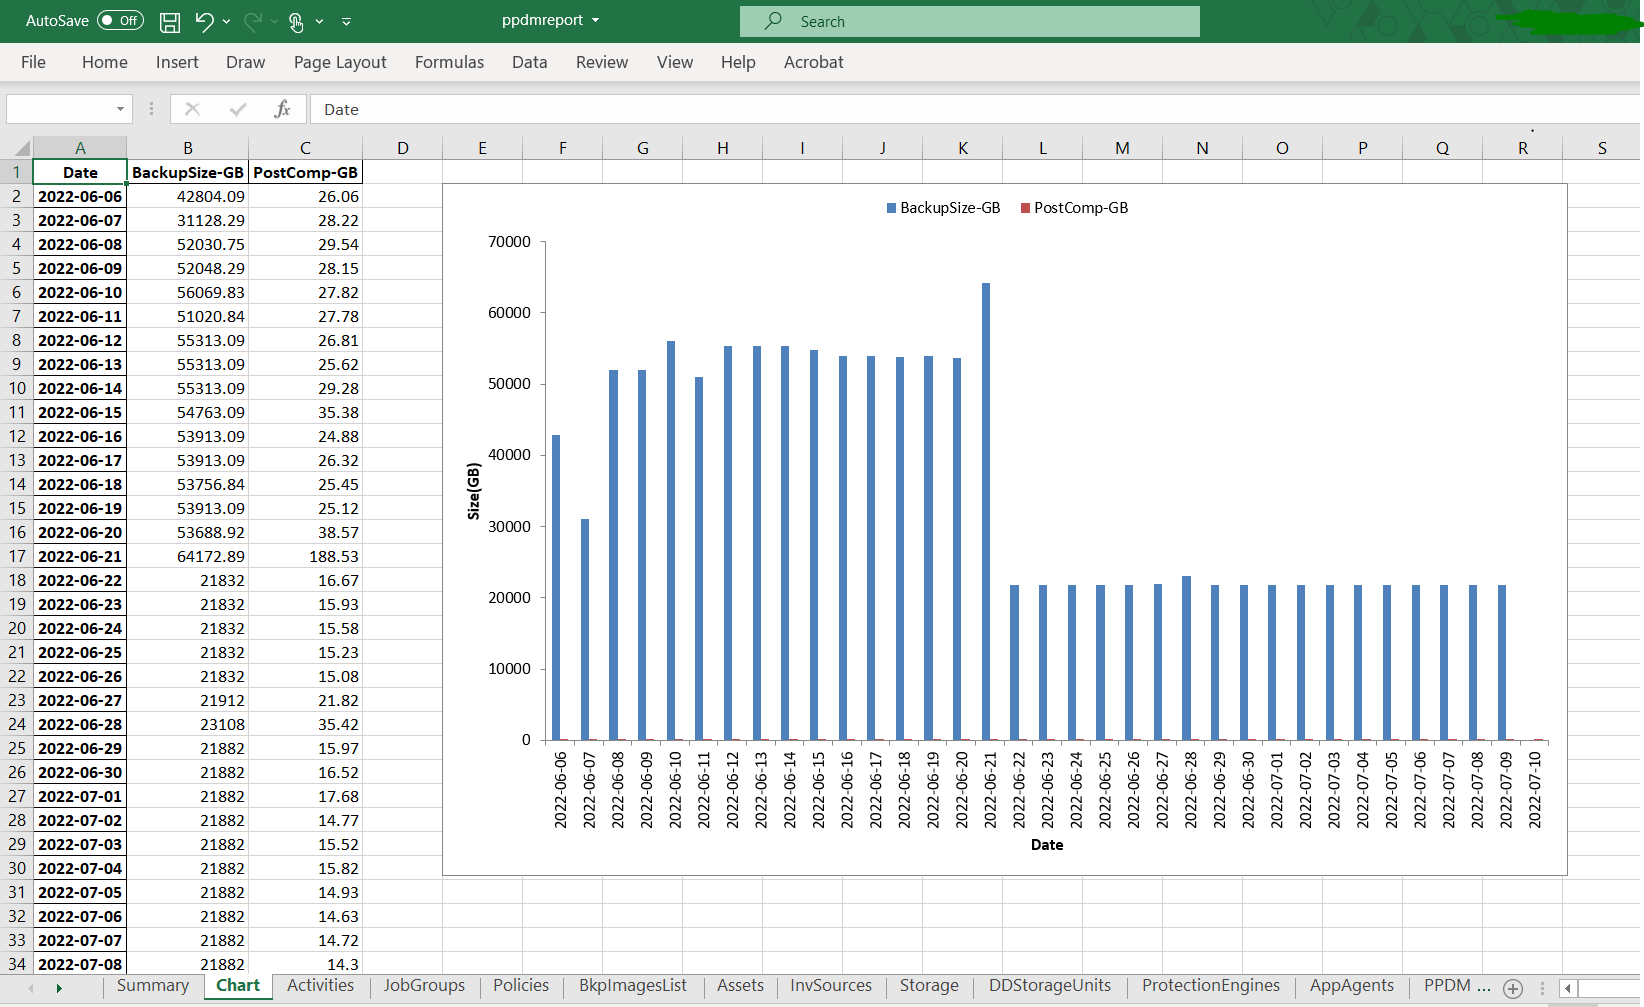 AutoSave Off ppdmreport Search
File Home Insert Draw Page Layout Formulas Data Review View Help Acrobat
fx Date
A B C D E F G H I J K L M N O P Q R S
1 Date BackupSize-GB PostComp-GB
2 2022-06-06 42804.09 26.06
3 2022-06-07 31128.29 28.22
4 2022-06-08 52030.75 29.54
5 2022-06-09 52048.29 28.15
6 2022-06-10 56069.83 27.82
7 2022-06-11 51020.84 27.78
8 2022-06-12 55313.09 26.81
9 2022-06-13 55313.09 25.62
10 2022-06-14 55313.09 29.28
11 2022-06-15 54763.09 35.38
12 2022-06-16 53913.09 24.88
13 2022-06-17 53913.09 26.32
14 2022-06-18 53756.84 25.45
15 2022-06-19 53913.09 25.12
16 2022-06-20 53688.92 38.57
17 2022-06-21 64172.89 188.53
18 2022-06-22 21832 16.67
19 2022-06-23 21832 15.93
20 2022-06-24 21832 15.58
21 2022-06-25 21832 15.23
22 2022-06-26 21832 15.08
23 2022-06-27 21912 21.82
24 2022-06-28 23108 35.42
25 2022-06-29 21882 15.97
26 2022-06-30 21882 16.52
27 2022-07-01 21882 17.68
28 2022-07-02 21882 14.77
29 2022-07-03 21882 15.52
30 2022-07-04 21882 15.82
31 2022-07-05 21882 14.93
32 2022-07-06 21882 14.63
33 2022-07-07 21882 14.72
34 2022-07-08 21882 14.3
BackupSize-GB PostComp-GB
70000
60000
50000
40000
30000
20000
10000
0
Size(GB)
2022-06-06
2022-06-07
2022-06-08
2022-06-09
2022-06-10
2022-06-11
2022-06-12
2022-06-13
2022-06-14
2022-06-15
2022-06-16
2022-06-17
2022-06-18
2022-06-19
2022-06-20
2022-06-21
2022-06-22
2022-06-23
2022-06-24
2022-06-25
2022-06-26
2022-06-27
2022-06-28
2022-06-29
2022-06-30
2022-07-01
2022-07-02
2022-07-03
2022-07-04
2022-07-05
2022-07-06
2022-07-07
2022-07-08
2022-07-09
2022-07-10
Date
Summary Chart Activities JobGroups Policies BkpImagesList Assets InvSources Storage DDStorageUnits ProtectionEngines AppAgents PPDM ...